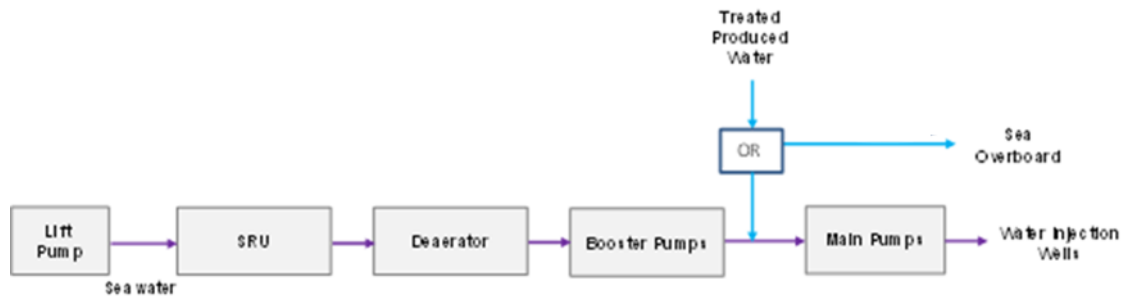 Treated
Produced
Water
OR
Sea
Overboard
Lift
Pump
SRU
Deaerator
Booster Pumps
Main Pumps
Water Injection
Wells
Sea water